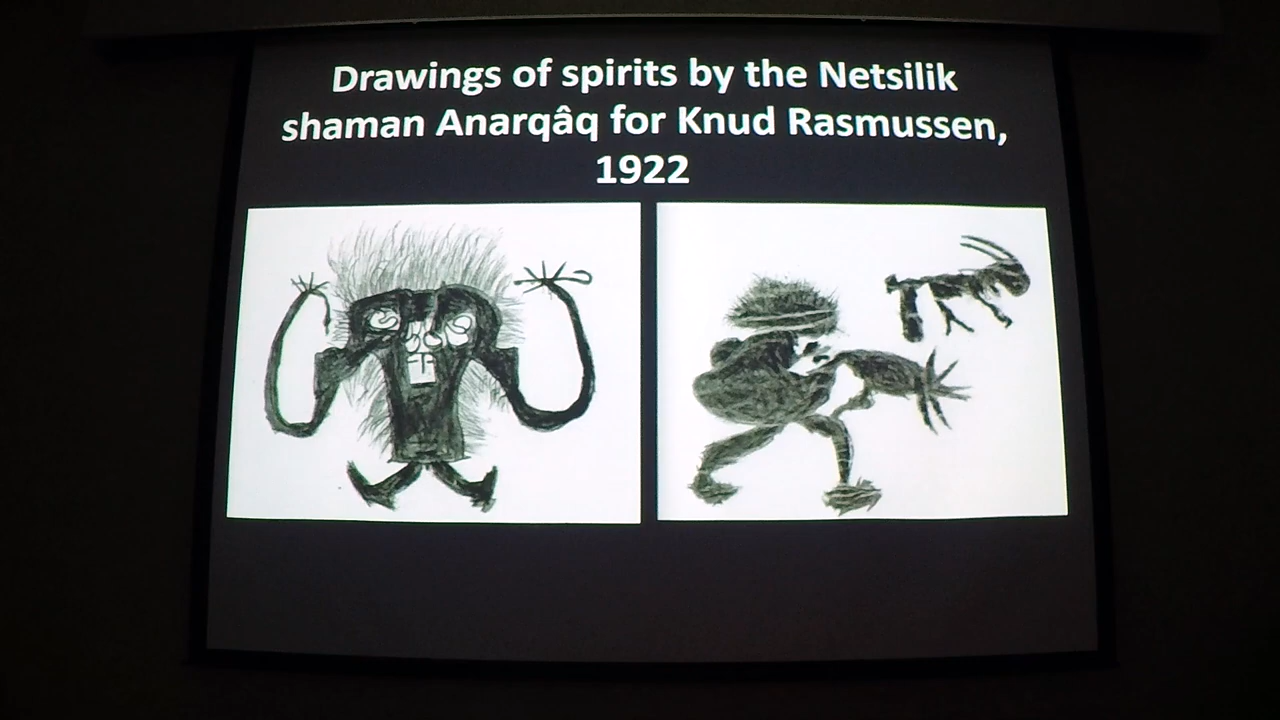 Drawings of spirits by the Netsilik
shaman Anarqâq for Knud Rasmussen,
1922